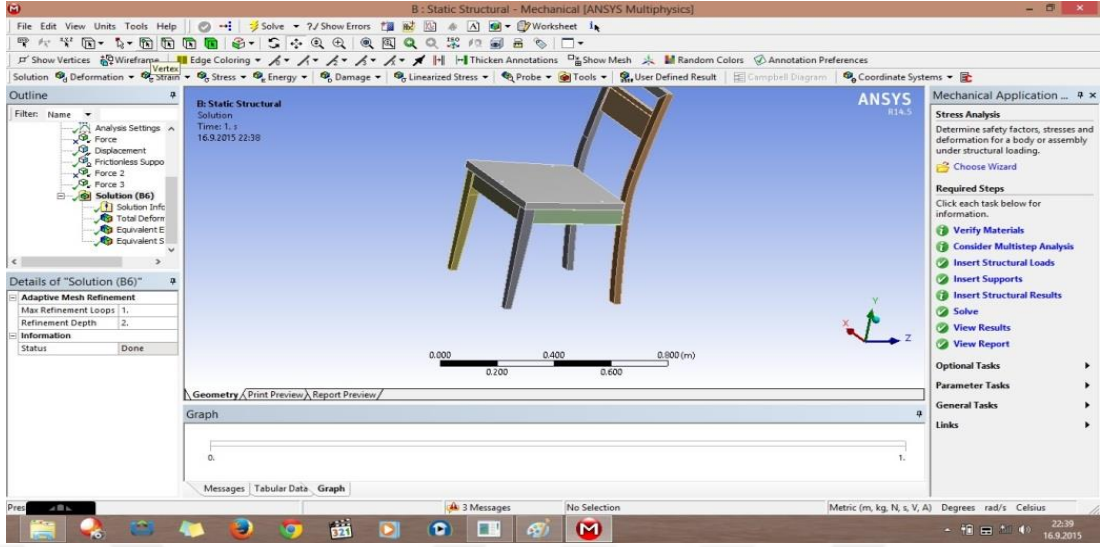 B : Static Structural - Mechanical [ANSYS Multiphysics]
File Edit View Units Tools Help Solve ?/ Show Errors Worksheet
Show Vertices Wireframe Edge Coloring Thicken Annotations Show Mesh Random Colors Annotation Preferences
Vertex
Solution Deformation Strain Stress Energy Damage Linearized Stress Probe Tools User Defined Result Campbell Diagram Coordinate Systems
Outline
Filter: Name
Analysis Settings
Force
Displacement
Frictionless Suppo
Force 2
Force 3
Solution (B6)
Solution Info
Total Deform
Equivalent E
Equivalent S
Details of "Solution (B6)"
Adaptive Mesh Refinement
Max Refinement Loops 1.
Refinement Depth 2.
Information
Status Done
B: Static Structural
Solution
Time: 1. s
16.9.2015 22:38
ANSYS
R14.5
Y
X
Z
0.000 0.400 0.800 (m)
0.200 0.600
Geometry Print Preview Report Preview
Graph
0. 1.
Messages Tabular Data Graph
Mechanical Application ...
Stress Analysis
Determine safety factors, stresses and
deformation for a body or assembly
under structural loading.
Choose Wizard
Required Steps
Click each task below for
information.
Verify Materials
Consider Multistep Analysis
Insert Structural Loads
Insert Supports
Insert Structural Results
Solve
View Results
View Report
Optional Tasks
Parameter Tasks
General Tasks
Links
Pres 3 Messages No Selection Metric (m, kg, N, s, V, A) Degrees rad/s Celsius
321
22:39
16.9.2015